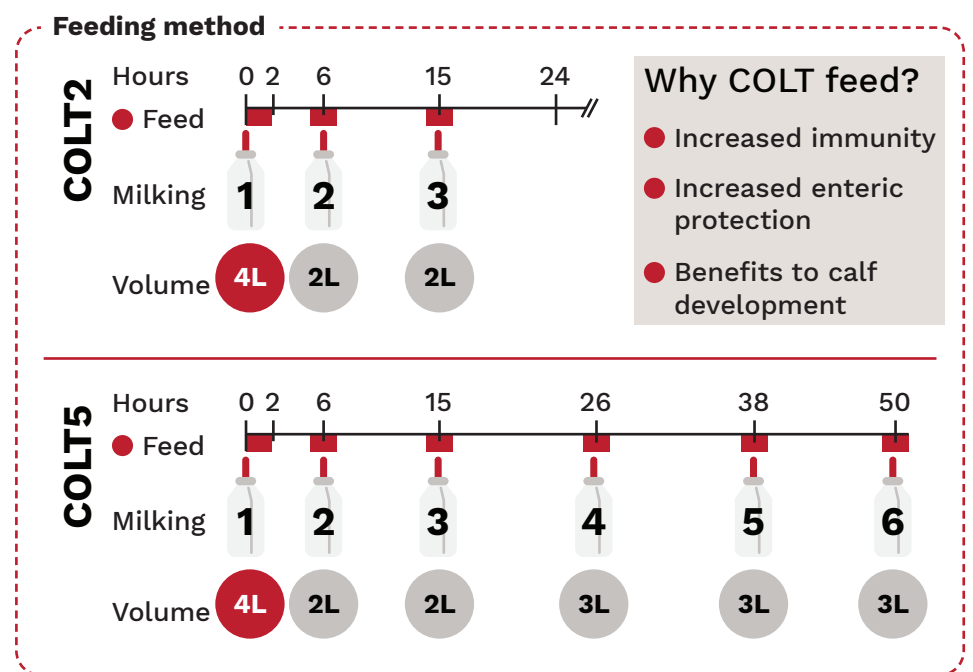 Feeding method
COLT2
Hours 0 2 6 15 24
Feed
Milking 1 2 3
Volume 4L 2L 2L
Why COLT feed?
Increased immunity
Increased enteric
protection
Benefits to calf
development
COLT5
Hours 0 2 6 15 26 38 50
Feed
Milking 1 2 3 4 5 6
Volume 4L 2L 2L 3L 3L 3L